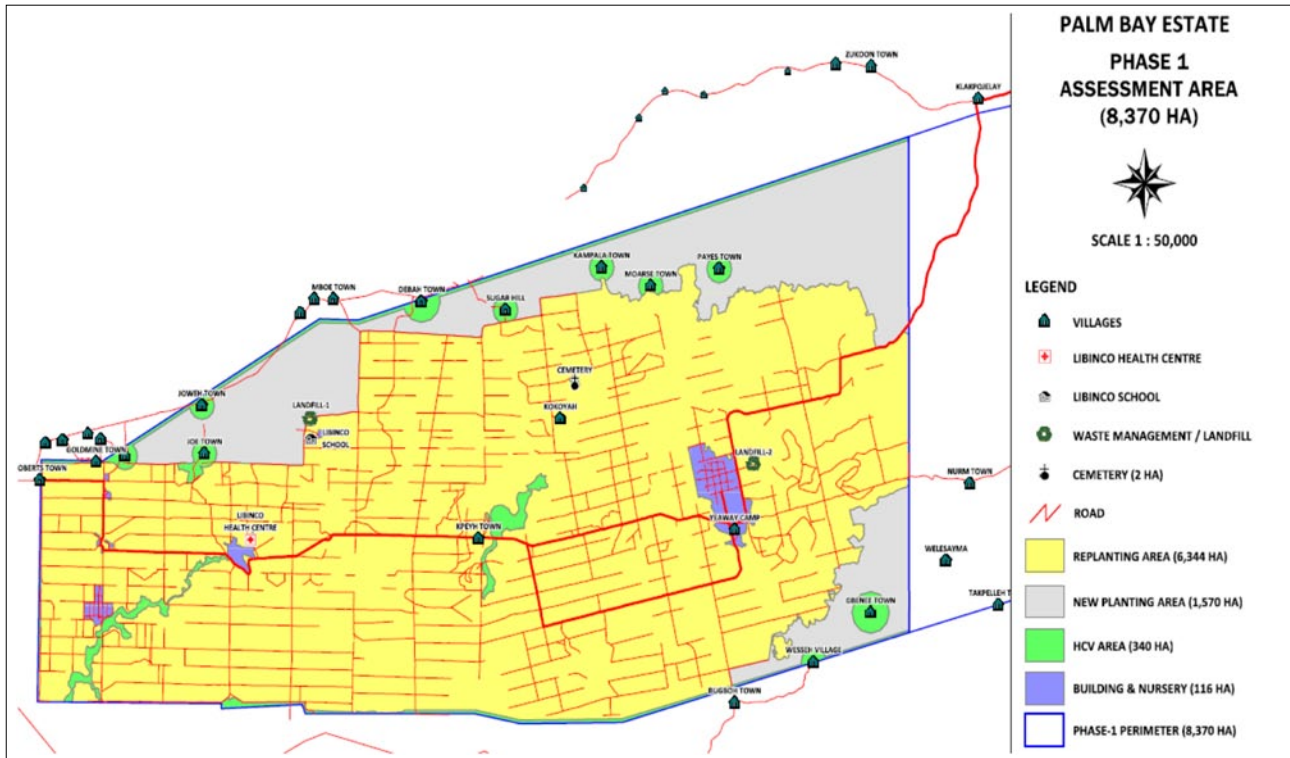 PALM BAY ESTATE
PHASE 1
ASSESSMENT AREA
(8,370 HA)
SCALE 1 : 50,000
LEGEND
VILLAGES
LIBINCO HEALTH CENTRE
LIBINCO SCHOOL
WASTE MANAGEMENT / LANDFILL
CEMETERY (2 HA)
ROAD
REPLANTING AREA (6,344 HA)
NEW PLANTING AREA (1,570 HA)
HCV AREA (340 HA)
BUILDING & NURSERY (116 HA)
PHASE-1 PERIMETER (8,370 HA)
ZUKOON TOWN
KLAKPOJELAY
KAMPALA TOWN
PAYES TOWN
MOARSE TOWN
MBOE TOWN
DEBAH TOWN
SUGAR HILL
CEMETERY
KOKOYAH
JOWEH TOWN
LANDFILL-1
LIBINCO
SCHOOL
JOE TOWN
GOLDMINE TOWN
OBERTS TOWN
LANDFILL-2
NURM TOWN
LIBINCO
HEALTH CENTRE
KPEYH TOWN
YEAWAY CAMP
WELESAYMA
TAKPELLEH T
GBENEE TOWN
WESSEH VILLAGE
BUGBOH TOWN